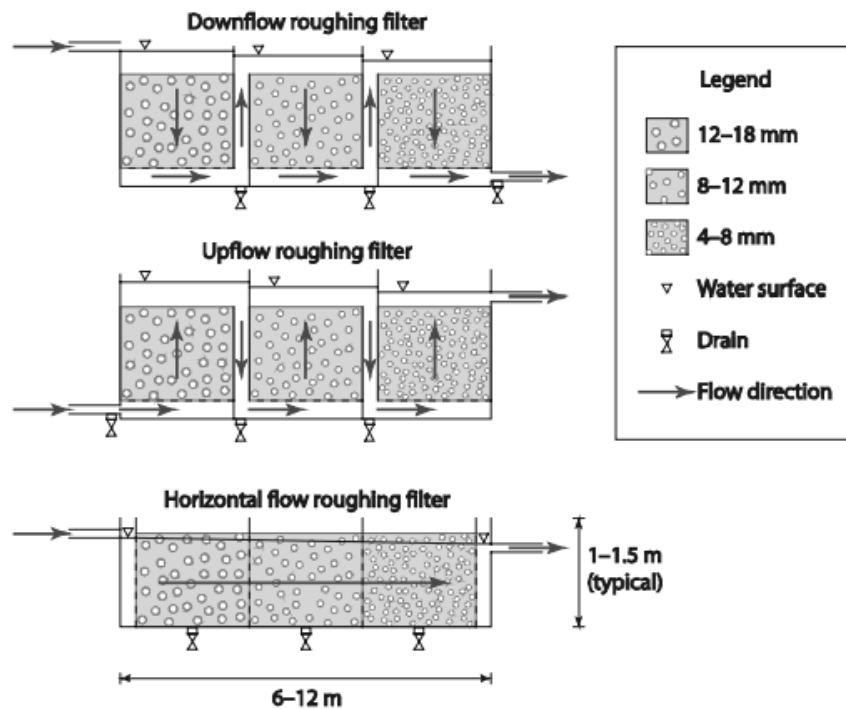 Downflow roughing filter
Legend
12–18 mm
8–12 mm
4–8 mm
Water surface
Drain
Flow direction
Upflow roughing filter
Horizontal flow roughing filter
1–1.5 m
(typical)
6–12 m